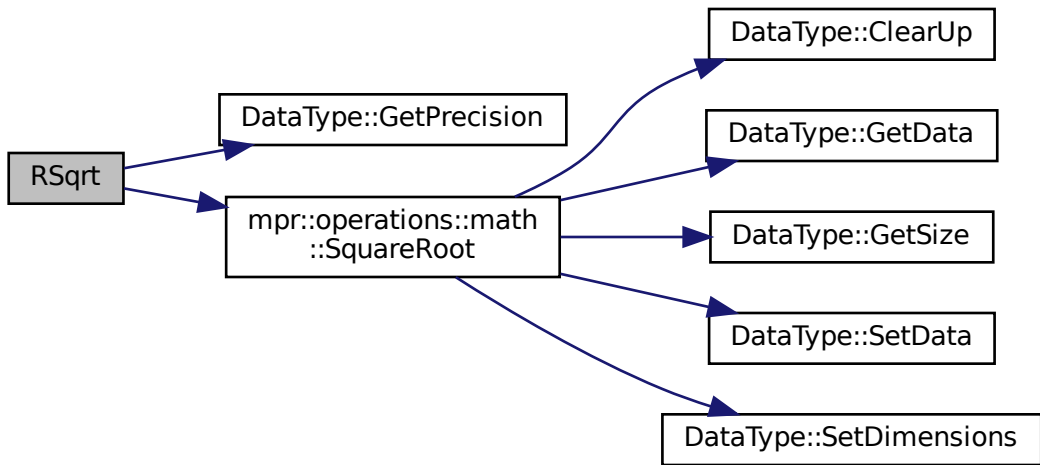 RSqrt
DataType::GetPrecision
mpr::operations::math
::SquareRoot
DataType::ClearUp
DataType::GetData
DataType::GetSize
DataType::SetData
DataType::SetDimensions